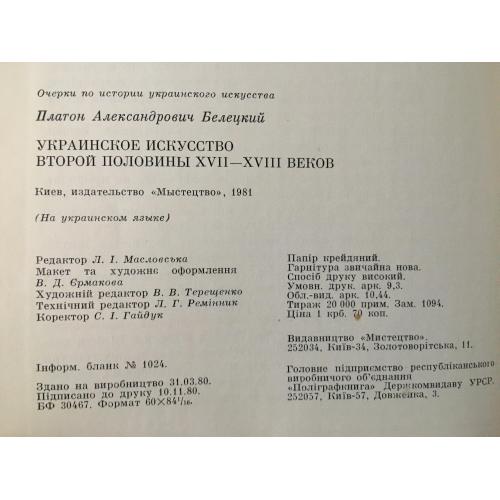 Очерки по истории украинского искусства
Платон Александрович Белецкий
УКРАИНСКОЕ ИСКУССТВО
ВТОРОЙ ПОЛОВИНЫ XVII—XVIII ВЕКОВ
Киев, издательство «Мыстецтво», 1981
(На украинском языке)
Редактор Л. І. Масловська
Макет та художнє оформлення
В. Д. Єрмакова
Художній редактор В. В. Терещенко
Технічний редактор Л. Г. Ремінник
Коректор С. І. Гайдук
Інформ. бланк № 1024.
Здано на виробництво 31.03.80.
Підписано до друку 10.11.80.
БФ 30467. Формат 60×84¹/₁₆.
Папір крейдяний.
Гарнітура звичайна нова.
Спосіб друку високий.
Умовн. друк. арк. 9,3.
Обл.-вид. арк. 10,44.
Тираж 20 000 прим. Зам. 1094.
Ціна 1 крб. 70 коп.
Видавництво «Мистецтво».
252034, Київ-34, Золотоворітська, 11.
Головне підприємство республіканського
виробничого об'єднання
«Поліграфкнига» Держкомвидаву УРСР.
252057, Київ-57, Довженка, 3.